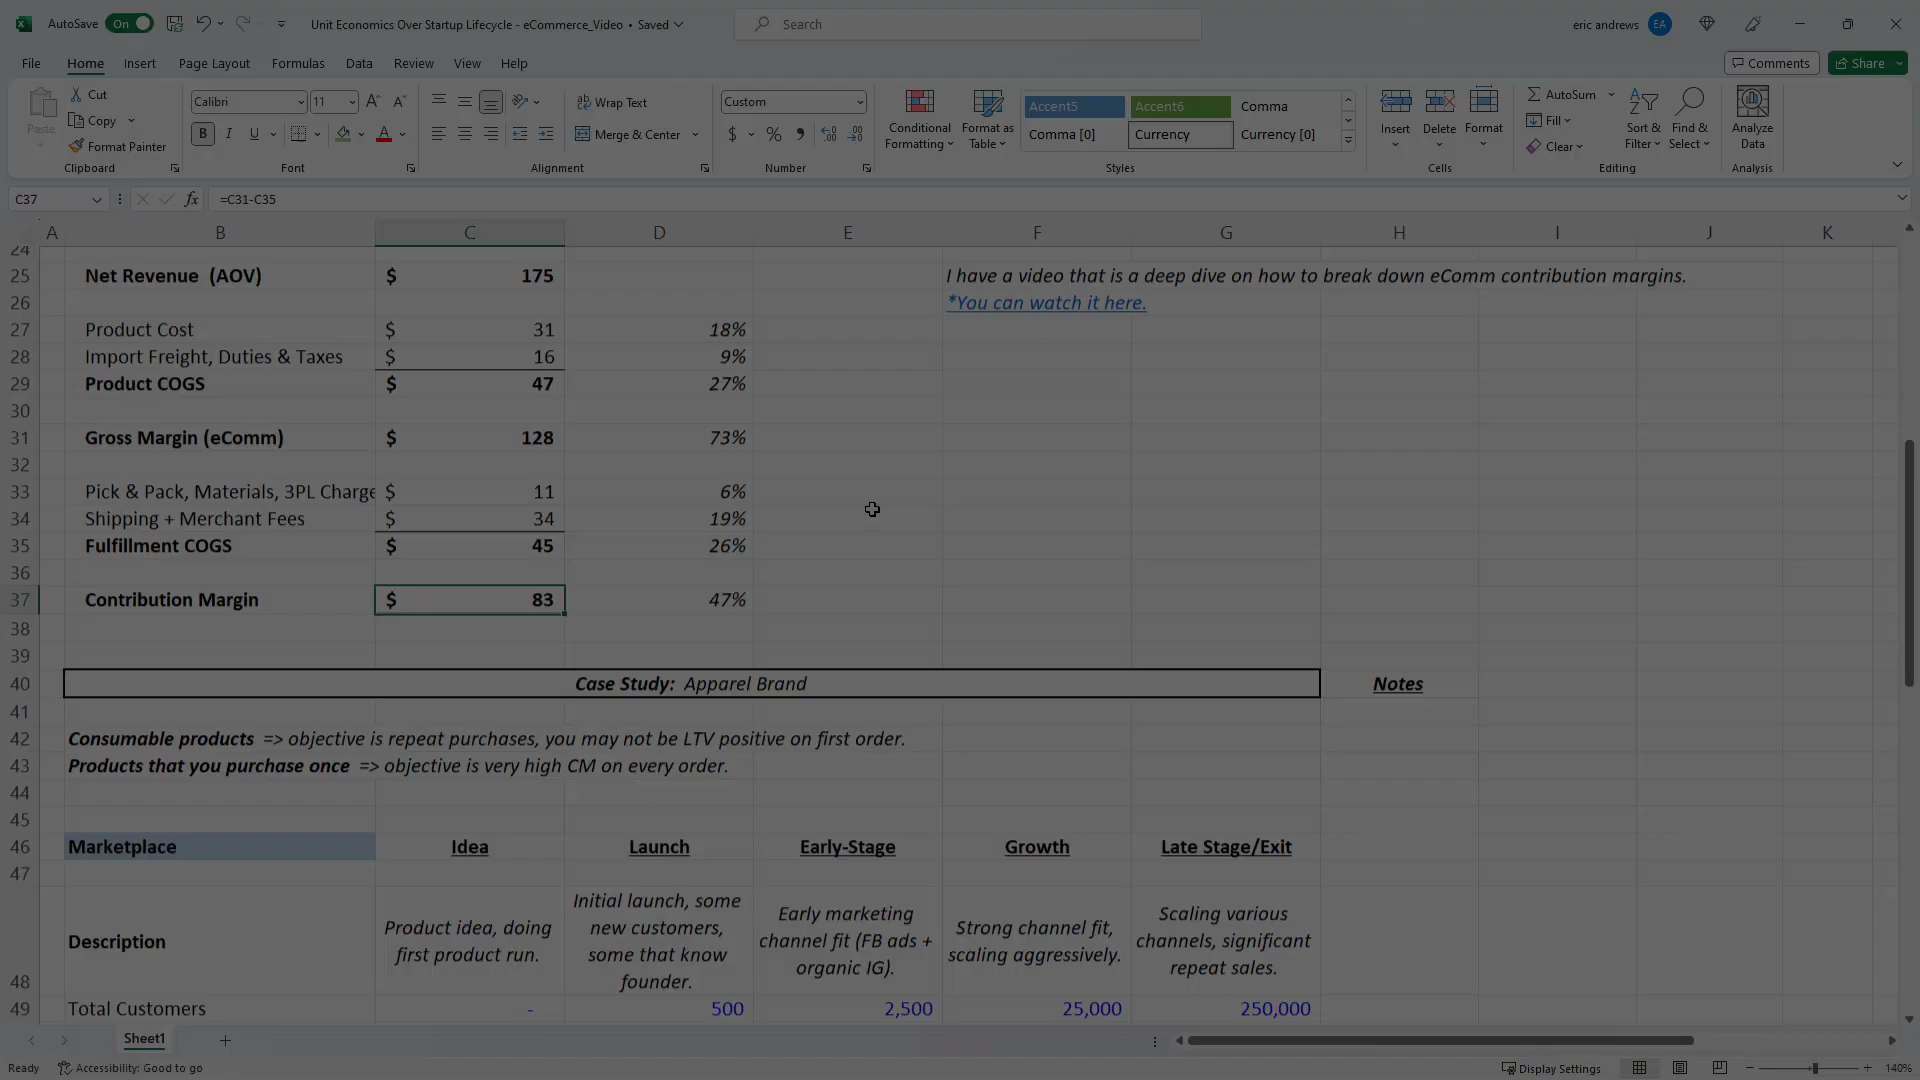 AutoSave On Unit Economics Over Startup Lifecycle - eCommerce_Video • Saved Search eric andrews EA
File Home Insert Page Layout Formulas Data Review View Help Comments Share
Paste Cut Copy Format Painter Clipboard
Calibri 11 B I U A Font
Wrap Text Merge & Center Alignment
Custom $ % , Number
Conditional Formatting Format as Table
Accent5 Accent6 Comma
Comma [0] Currency Currency [0]
Styles
Insert Delete Format Cells
AutoSum Fill Clear Sort & Filter Find & Select Editing
Analyze Data Analysis
C37 fx =C31-C35
A B C D E F G H I J K
24
25 Net Revenue (AOV) $ 175 I have a video that is a deep dive on how to break down eComm contribution margins.
26 *You can watch it here.
27 Product Cost $ 31 18%
28 Import Freight, Duties & Taxes $ 16 9%
29 Product COGS $ 47 27%
30
31 Gross Margin (eComm) $ 128 73%
32
33 Pick & Pack, Materials, 3PL Charge $ 11 6%
34 Shipping + Merchant Fees $ 34 19%
35 Fulfillment COGS $ 45 26%
36
37 Contribution Margin $ 83 47%
38
39
40 Case Study: Apparel Brand Notes
41
42 Consumable products => objective is repeat purchases, you may not be LTV positive on first order.
43 Products that you purchase once => objective is very high CM on every order.
44
45
46 Marketplace Idea Launch Early-Stage Growth Late Stage/Exit
47
48 Description
Product idea, doing
first product run.
Initial launch, some
new customers,
some that know
founder.
Early marketing
channel fit (FB ads +
organic IG).
Strong channel fit,
scaling aggressively.
Scaling various
channels, significant
repeat sales.
49 Total Customers - 500 2,500 25,000 250,000
Sheet1
Ready Accessibility: Good to go Display Settings 140%